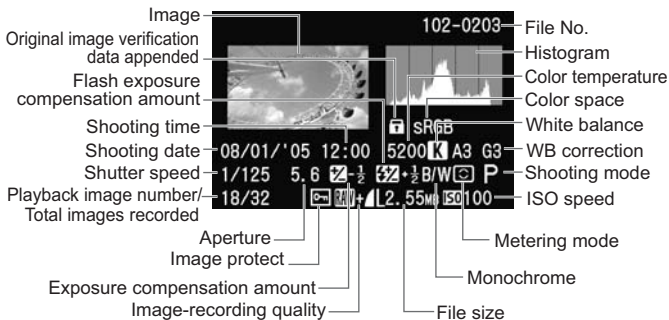 Image
102-0203
File No.
Original image verification
data appended
Histogram
Flash exposure
compensation amount
Color temperature
Color space
Shooting time
sRGB
White balance
Shooting date
08/01/'05 12:00 5200 K A3 G3
WB correction
Shutter speed
1/125 5.6 -½ +½ B/W P
Shooting mode
Playback image number/
Total images recorded
18/32 RAW+ L2.55MB ISO 100
ISO speed
Aperture
Metering mode
Image protect
Monochrome
Exposure compensation amount
Image-recording quality
File size